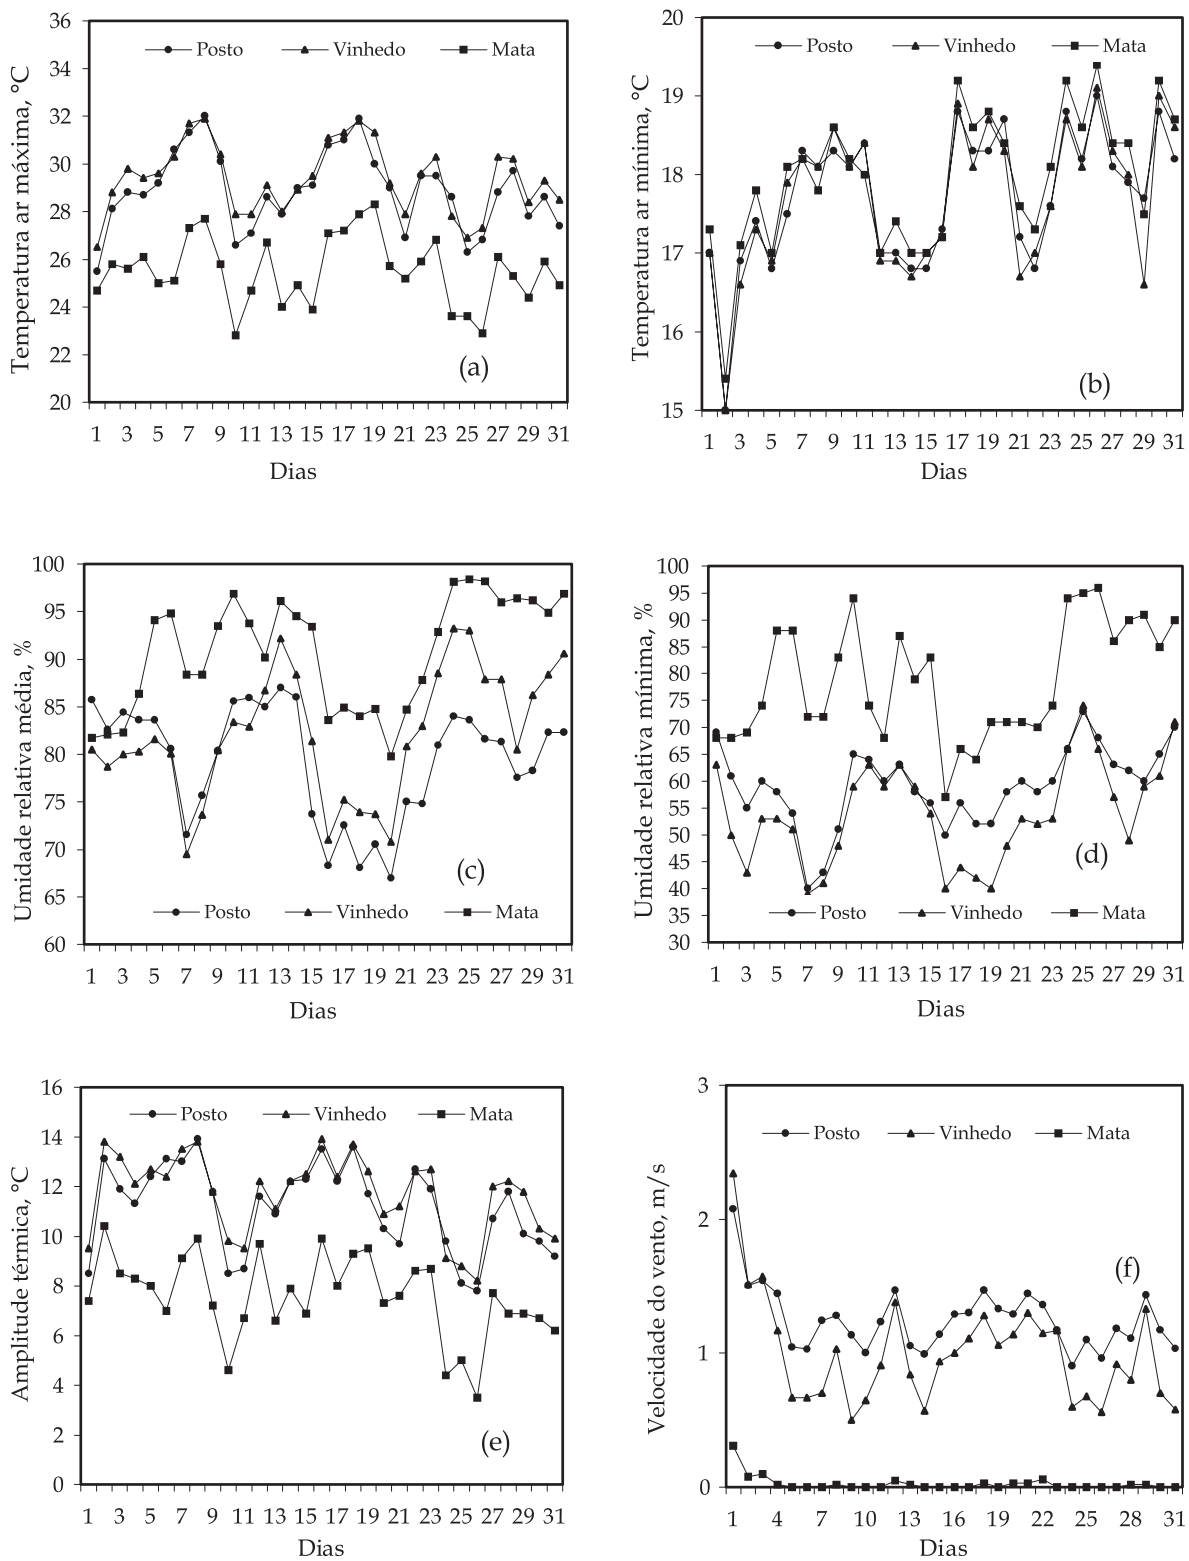 36
34
32
30
28
26
24
22
20
Temperatura ar máxima, °C
Posto Vinhedo Mata
(a)
1 3 5 7 9 11 13 15 17 19 21 23 25 27 29 31
Dias
20
19
18
17
16
15
Temperatura ar mínima, °C
Posto Vinhedo Mata
(b)
1 3 5 7 9 11 13 15 17 19 21 23 25 27 29 31
Dias
100
95
90
85
80
75
70
65
60
Umidade relativa média, %
(c)
Posto Vinhedo Mata
1 3 5 7 9 11 13 15 17 19 21 23 25 27 29 31
Dias
100
95
90
85
80
75
70
65
60
55
50
45
40
35
30
Umidade relativa mínima, %
(d)
Posto Vinhedo Mata
1 3 5 7 9 11 13 15 17 19 21 23 25 27 29 31
Dias
16
14
12
10
8
6
4
2
0
Amplitude térmica, °C
Posto Vinhedo Mata
(e)
1 3 5 7 9 11 13 15 17 19 21 23 25 27 29 31
Dias
3
2
1
0
Velocidade do vento, m/s
Posto Vinhedo Mata
(f)
1 4 7 10 13 16 19 22 25 28 31
Dias